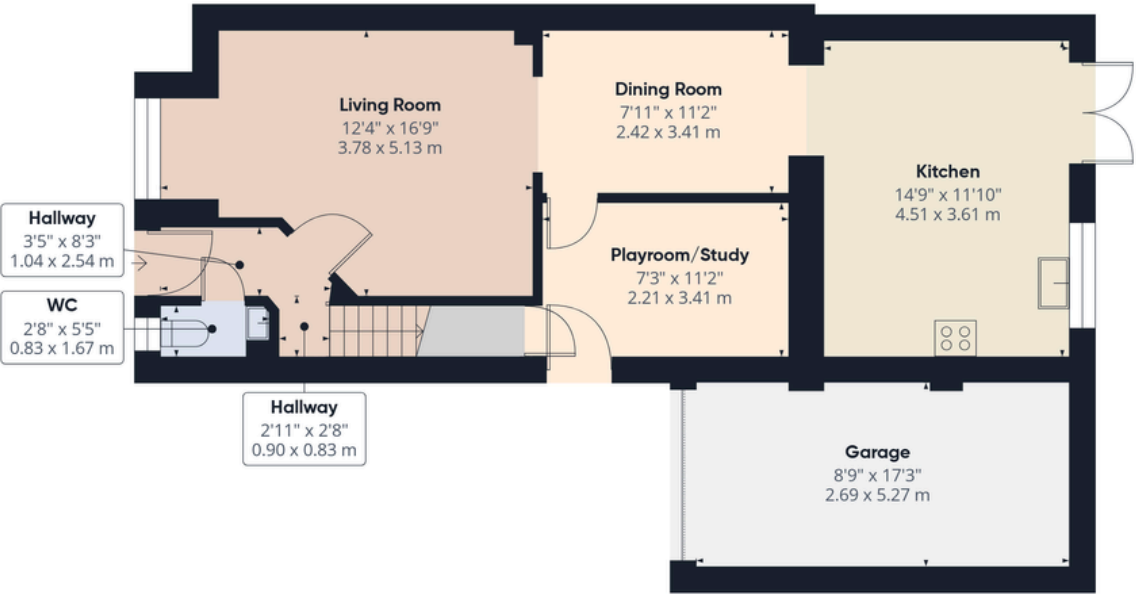 Living Room
12'4" x 16'9"
3.78 x 5.13 m
Dining Room
7'11" x 11'2"
2.42 x 3.41 m
Kitchen
14'9" x 11'10"
4.51 x 3.61 m
Hallway
3'5" x 8'3"
1.04 x 2.54 m
Playroom/Study
7'3" x 11'2"
2.21 x 3.41 m
WC
2'8" x 5'5"
0.83 x 1.67 m
Hallway
2'11" x 2'8"
0.90 x 0.83 m
Garage
8'9" x 17'3"
2.69 x 5.27 m